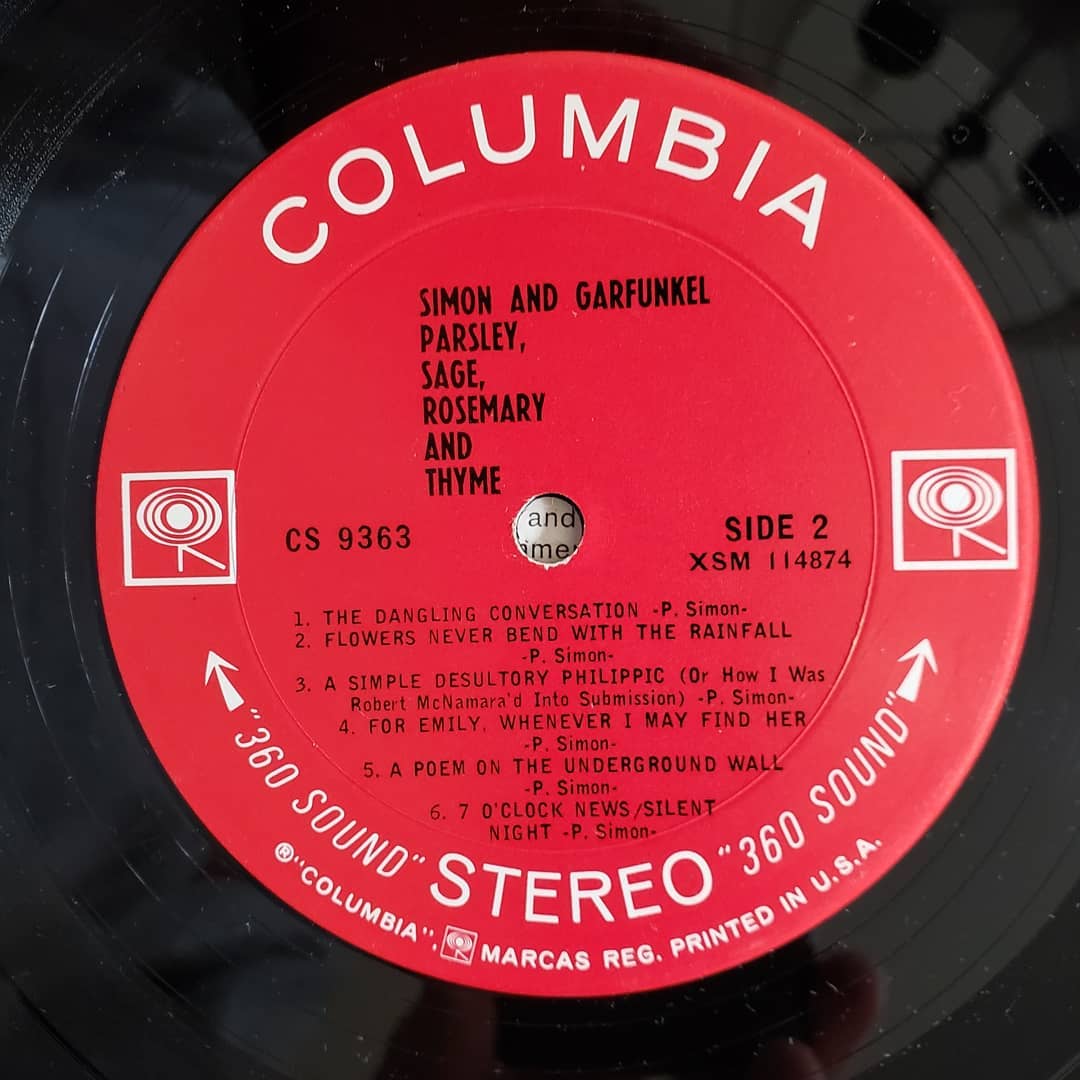 COLUMBIA
SIMON AND GARFUNKEL
PARSLEY,
SAGE,
ROSEMARY
AND
THYME
CS 9363
and
SIDE 2
XSM 114874
1. THE DANGLING CONVERSATION -P. Simon-
2. FLOWERS NEVER BEND WITH THE RAINFALL
-P. Simon-
3. A SIMPLE DESULTORY PHILIPPIC (Or How I Was
Robert McNamara'd Into Submission) -P. Simon-
4. FOR EMILY, WHENEVER I MAY FIND HER
-P. Simon-
5. A POEM ON THE UNDERGROUND WALL
-P. Simon-
6. 7 O'CLOCK NEWS/SILENT
NIGHT -P. Simon-
"360 SOUND" STEREO "360 SOUND"
®"COLUMBIA", MARCAS REG. PRINTED IN U.S.A.